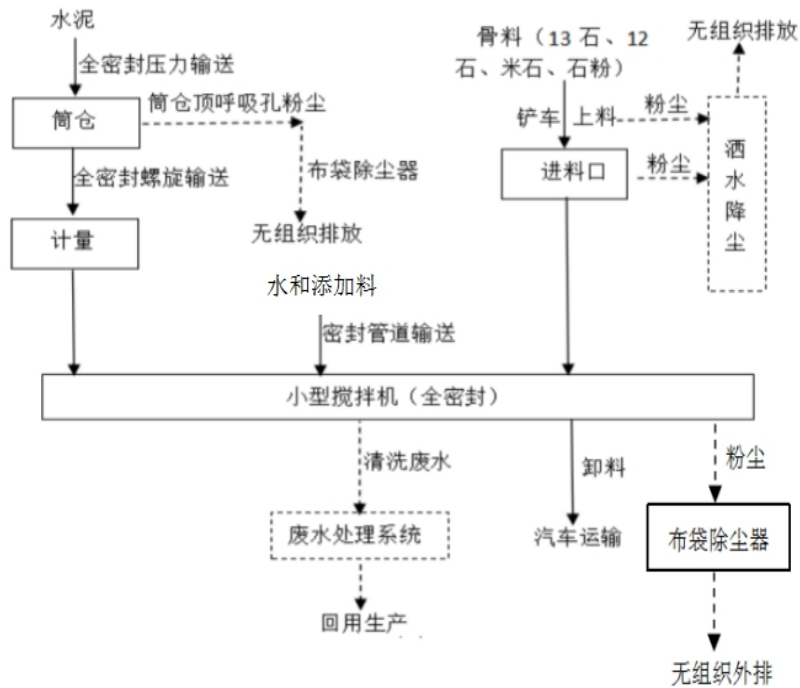 水泥
全密封压力输送
筒仓
筒仓顶呼吸孔粉尘
布袋除尘器
无组织排放
全密封螺旋输送
计量
水和添加料
密封管道输送
骨料（13 石、12
石、米石、石粉）
铲车 上料
粉尘
无组织排放
进料口
粉尘
洒水降尘
小型搅拌机（全密封）
清洗废水
废水处理系统
回用生产
卸料
汽车运输
粉尘
布袋除尘器
无组织外排